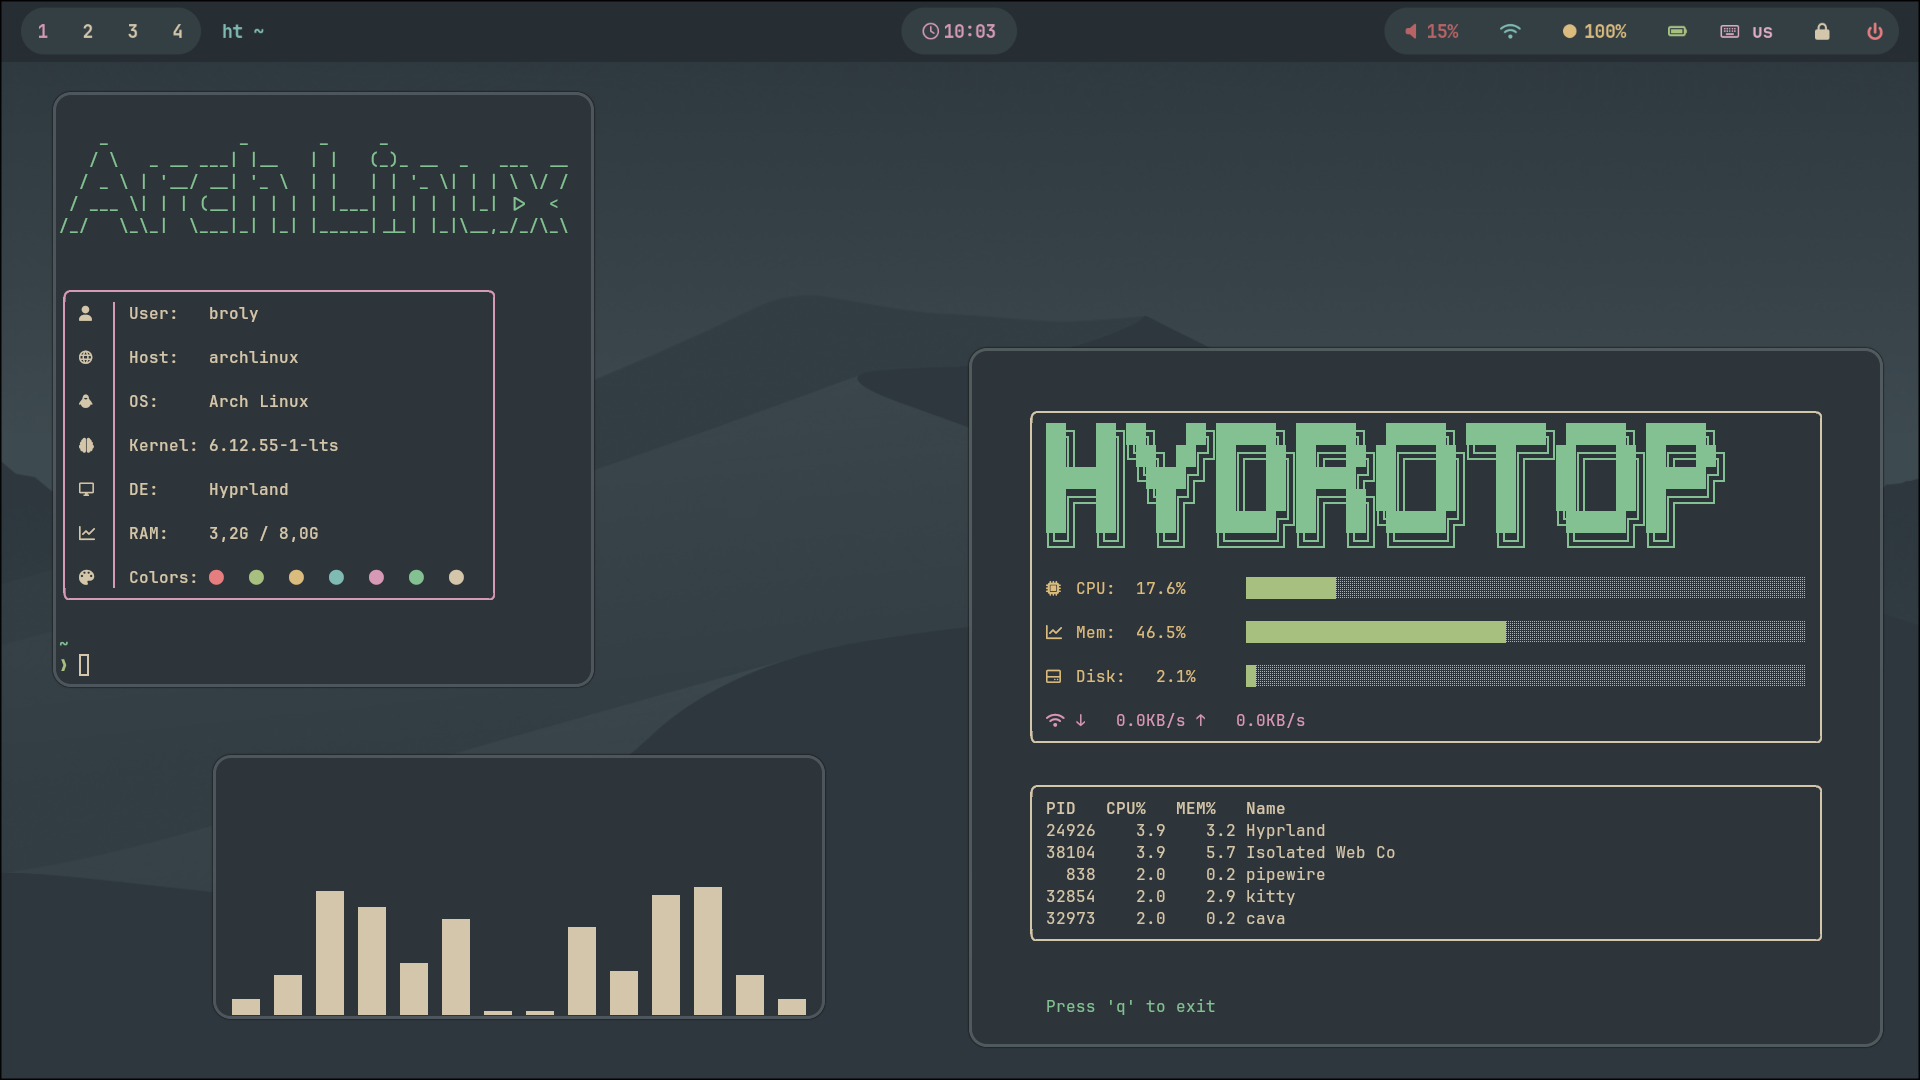 1 2 3 4 ht ~
10:03
15% 100% us
Arch Linux
User: broly
Host: archlinux
OS: Arch Linux
Kernel: 6.12.55-1-lts
DE: Hyprland
RAM: 3,2G / 8,0G
Colors:
~
❯
HYDROTOP
CPU: 17.6%
Mem: 46.5%
Disk: 2.1%
↓ 0.0KB/s ↑ 0.0KB/s
PID CPU% MEM% Name
24926 3.9 3.2 Hyprland
38104 3.9 5.7 Isolated Web Co
838 2.0 0.2 pipewire
32854 2.0 2.9 kitty
32973 2.0 0.2 cava
Press 'q' to exit